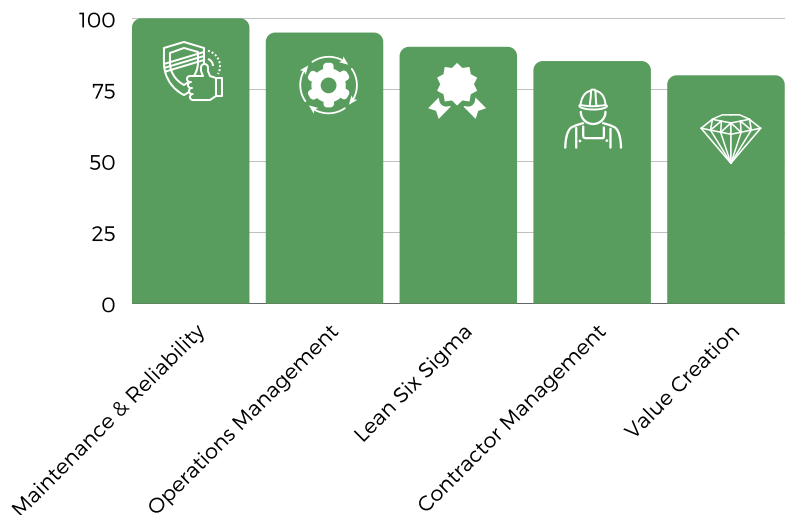 100
75
50
25
0
Maintenance & Reliability
Operations Management
Lean Six Sigma
Contractor Management
Value Creation